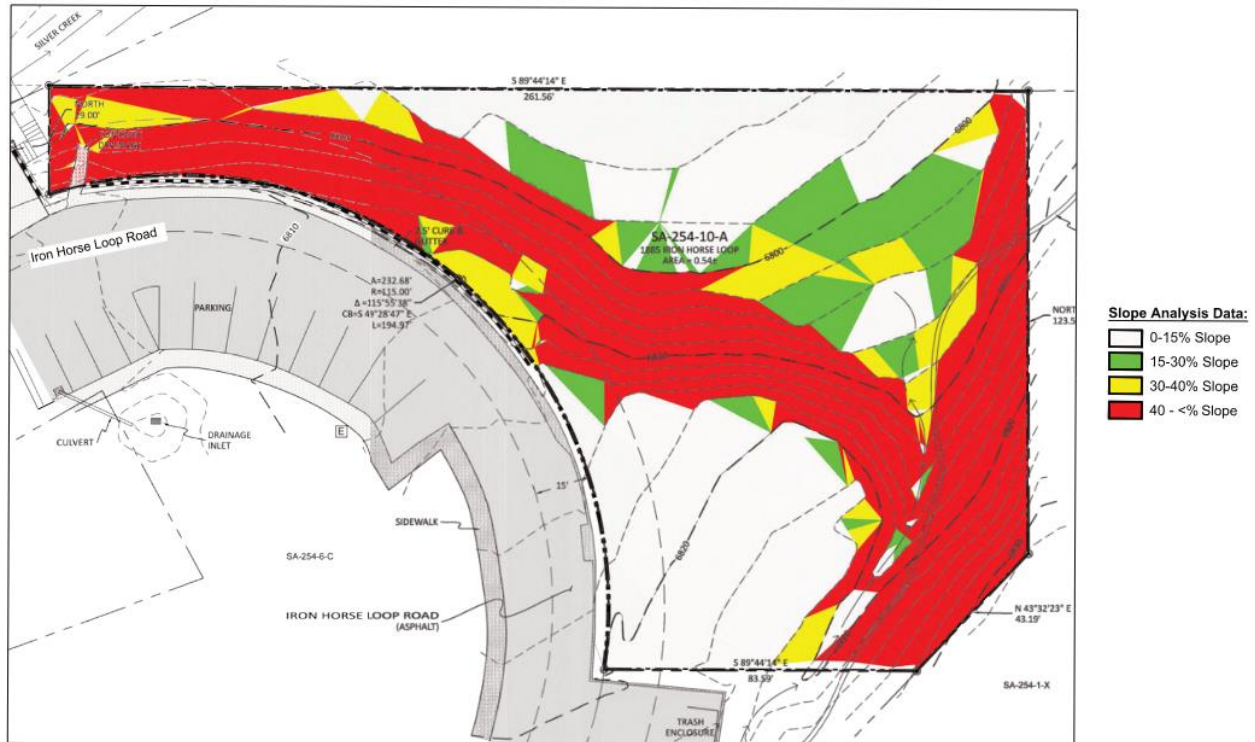 SILVER CREEK
S 89°44'14" E
261.56'
NORTH
29.00'
6800
6810
Iron Horse Loop Road
PARKING
2.5' CURB &
GUTTER
A=232.68'
R=115.00'
Δ =115°55'38"
CB=S 49°28'47" E
L=194.97'
SA-254-10-A
1885 IRON HORSE LOOP
AREA = 0.54±
6800
6810
NORT
123.5
Slope Analysis Data:
0-15% Slope
15-30% Slope
30-40% Slope
40 - <% Slope
CULVERT
DRAINAGE
INLET
E
15'
SIDEWALK
6820
SA-254-6-C
IRON HORSE LOOP ROAD
(ASPHALT)
N 43°32'23" E
43.19'
S 89°44'14" E
83.59'
SA-254-1-X
TRASH
ENCLOSURE